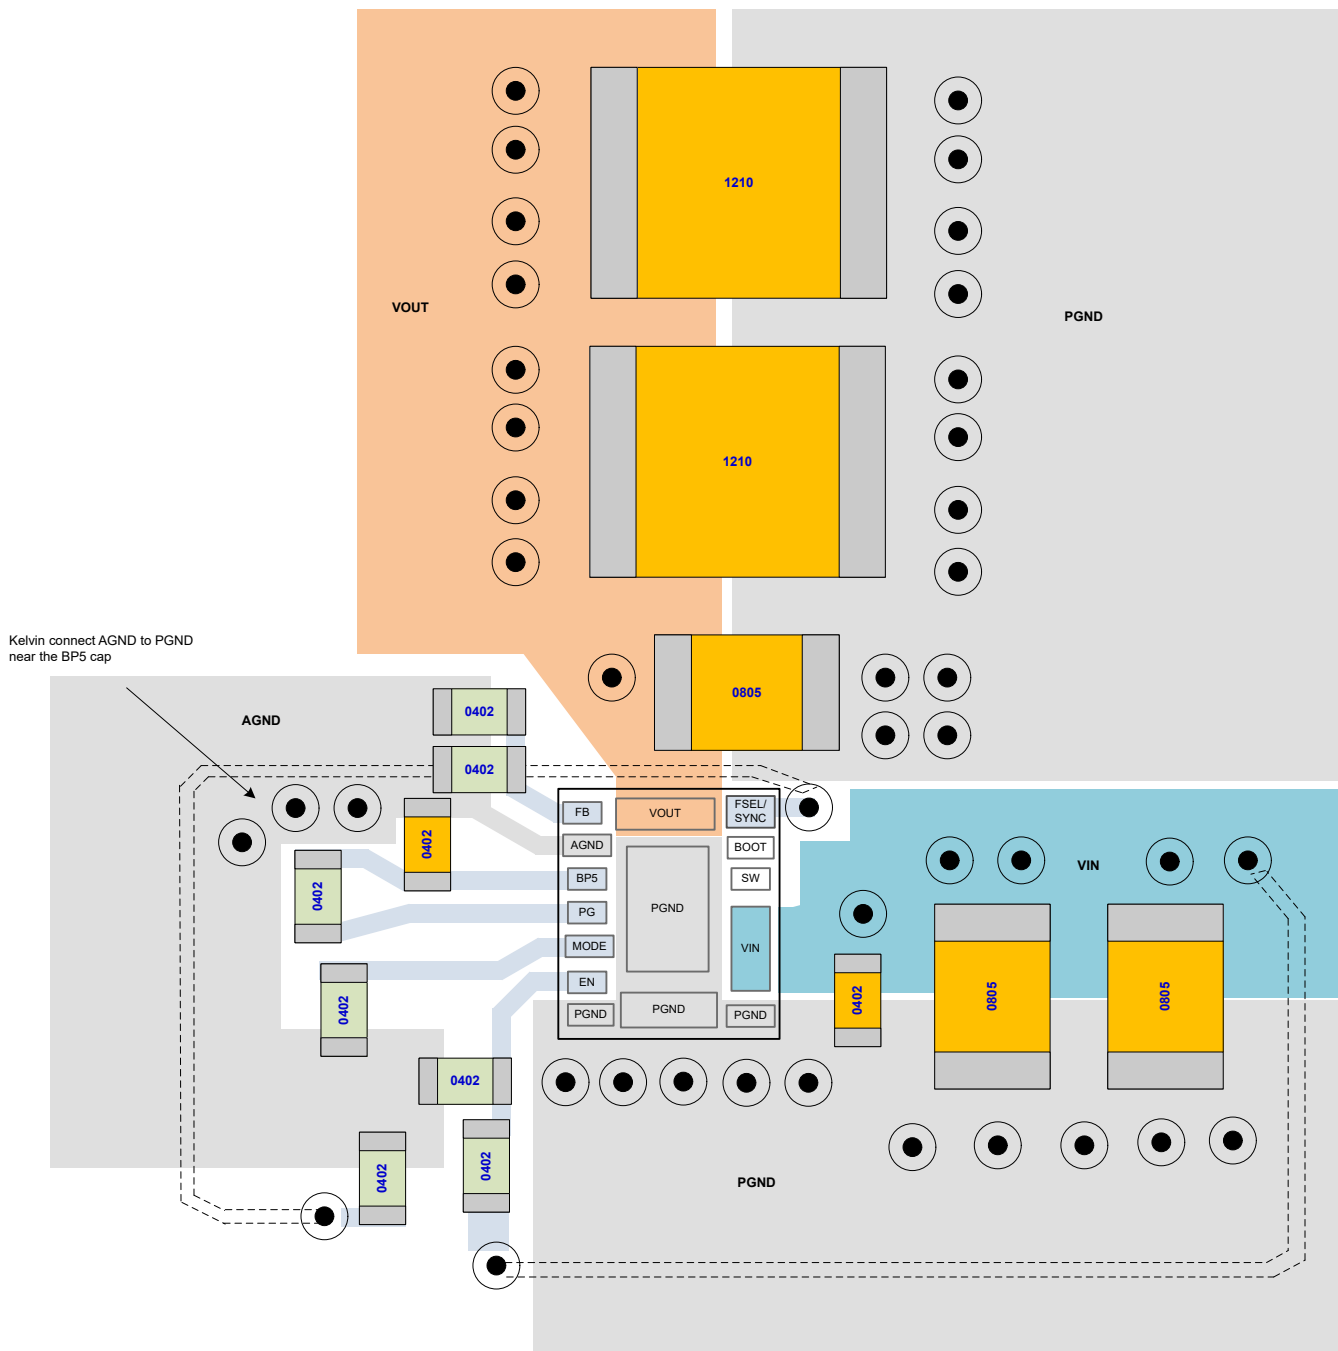 1210
VOUT
PGND
1210
Kelvin connect AGND to PGND
near the BP5 cap
0805
0402
AGND
0402
FB
VOUT
FSEL/
SYNC
AGND
BOOT
0402
VIN
BP5
SW
0402
PG
PGND
MODE
VIN
EN
0402
0402
0805
0805
PGND
PGND
PGND
0402
0402
0402
PGND